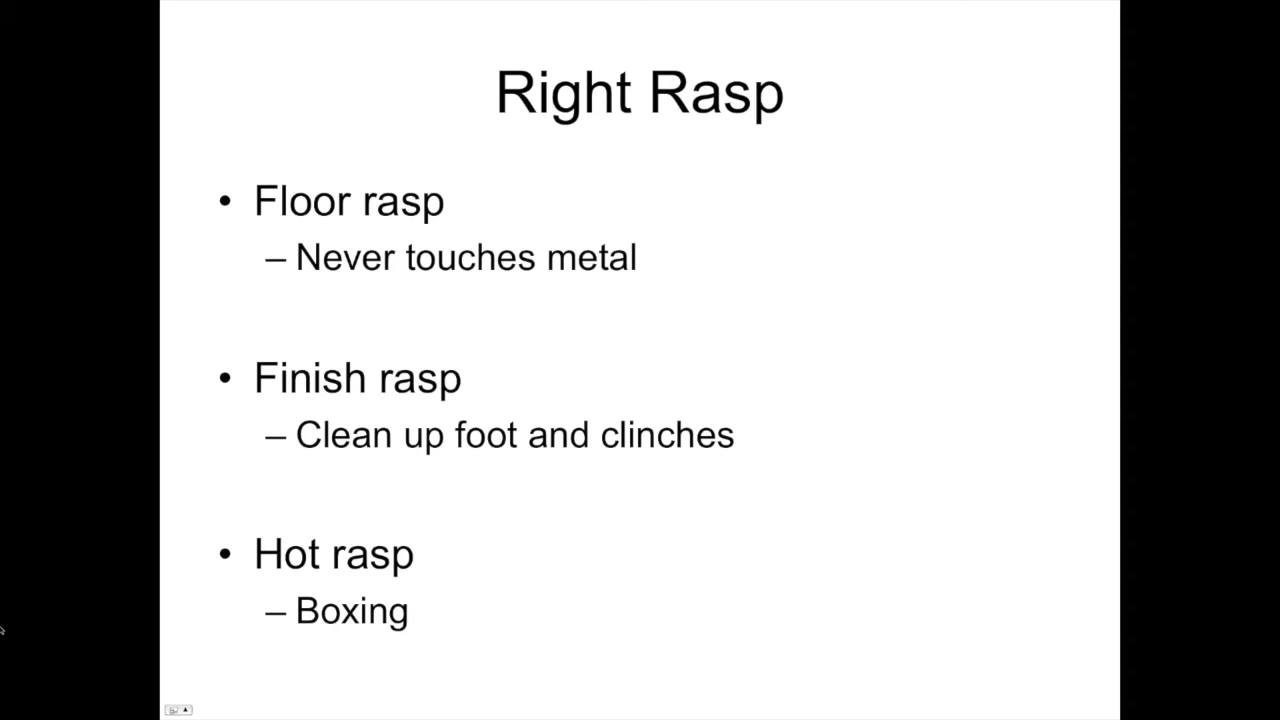 Right Rasp
• Floor rasp
– Never touches metal
• Finish rasp
– Clean up foot and clinches
• Hot rasp
– Boxing